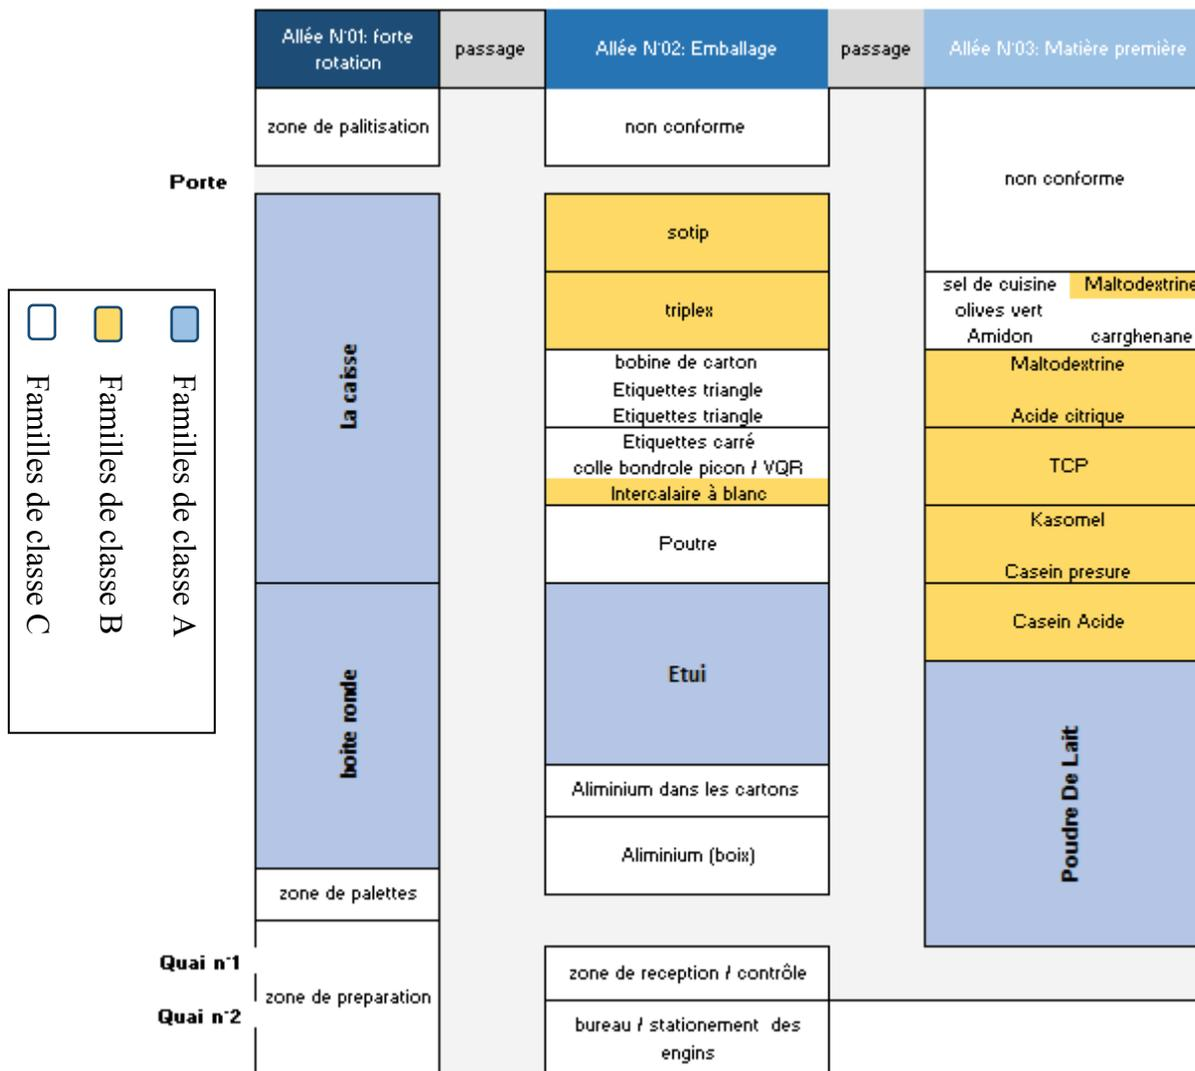 Allée N°01: forte
rotation
passage
Allée N°02: Emballage
passage
Allée N°03: Matière première
zone de palitisation
non conforme
non conforme
Porte
La caisse
sotip
triplex
bobine de carton
Etiquettes triangle
Etiquettes triangle
Etiquettes carré
colle bondrole picon / VQR
Intercalaire à blanc
Poutre
sel de cuisine
Maltodextrine
olives vert
Amidon
carrghenane
Maltodextrine
Acide citrique
TCP
Kasomel
Casein presure
Casein Acide
boite ronde
Etui
Aliminium dans les cartons
Aliminium (boix)
Poudre De Lait
zone de palettes
Quai n°1
Quai n°2
zone de preparation
zone de reception / contrôle
bureau / stationement des
engins
Familles de classe A
Familles de classe B
Familles de classe C